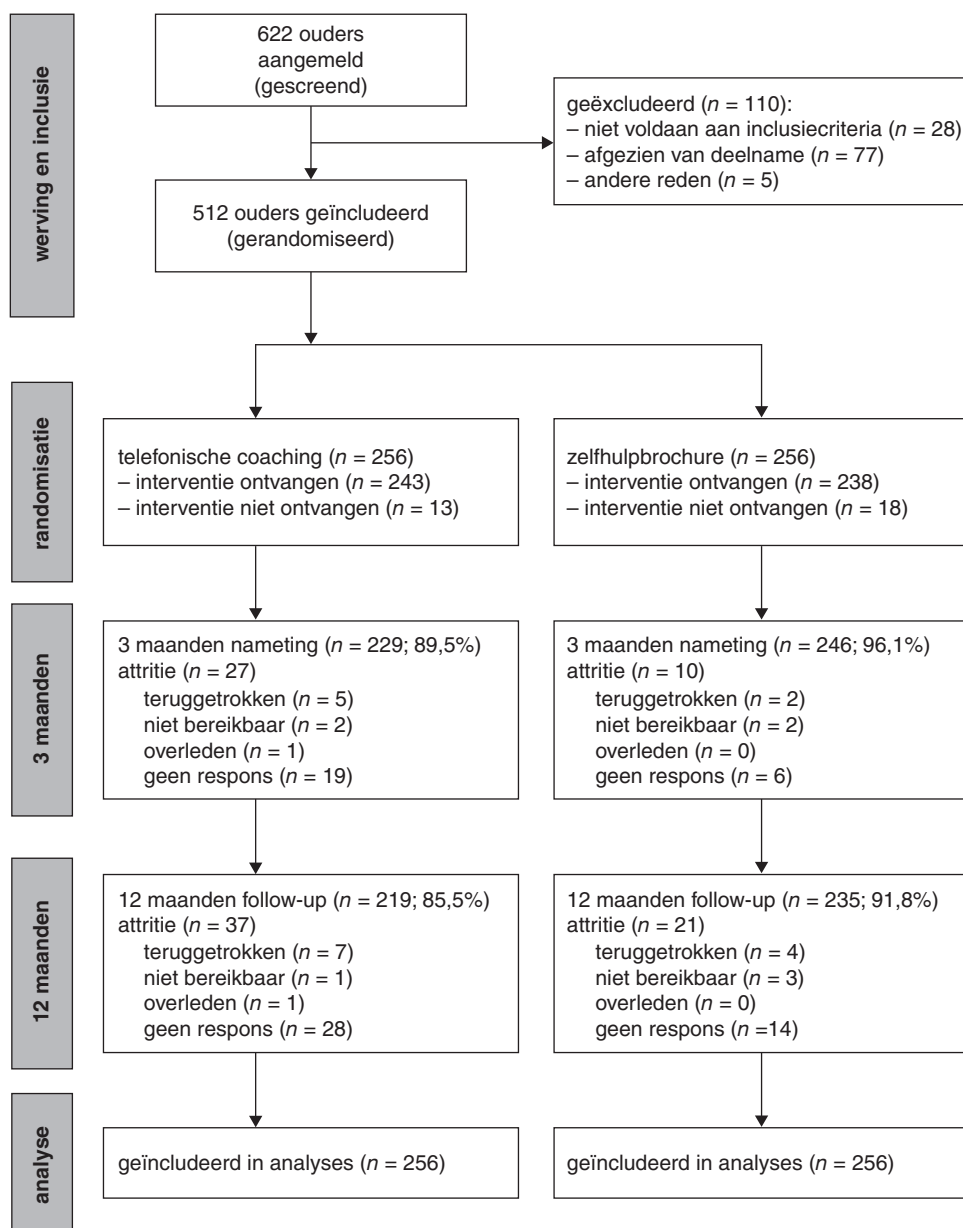 werving en inclusie
622 ouders
aangemeld
(gescreend)
geëxcludeerd (n = 110):
– niet voldaan aan inclusiecriteria (n = 28)
– afgezien van deelname (n = 77)
– andere reden (n = 5)
512 ouders geïncludeerd
(gerandomiseerd)
randomisatie
telefonische coaching (n = 256)
– interventie ontvangen (n = 243)
– interventie niet ontvangen (n = 13)
zelfhulpbrochure (n = 256)
– interventie ontvangen (n = 238)
– interventie niet ontvangen (n = 18)
3 maanden
3 maanden nameting (n = 229; 89,5%)
attritie (n = 27)
teruggetrokken (n = 5)
niet bereikbaar (n = 2)
overleden (n = 1)
geen respons (n = 19)
3 maanden nameting (n = 246; 96,1%)
attritie (n = 10)
teruggetrokken (n = 2)
niet bereikbaar (n = 2)
overleden (n = 0)
geen respons (n = 6)
12 maanden
12 maanden follow-up (n = 219; 85,5%)
attritie (n = 37)
teruggetrokken (n = 7)
niet bereikbaar (n = 1)
overleden (n = 1)
geen respons (n = 28)
12 maanden follow-up (n = 235; 91,8%)
attritie (n = 21)
teruggetrokken (n = 4)
niet bereikbaar (n = 3)
overleden (n = 0)
geen respons (n =14)
analyse
geïncludeerd in analyses (n = 256)
geïncludeerd in analyses (n = 256)